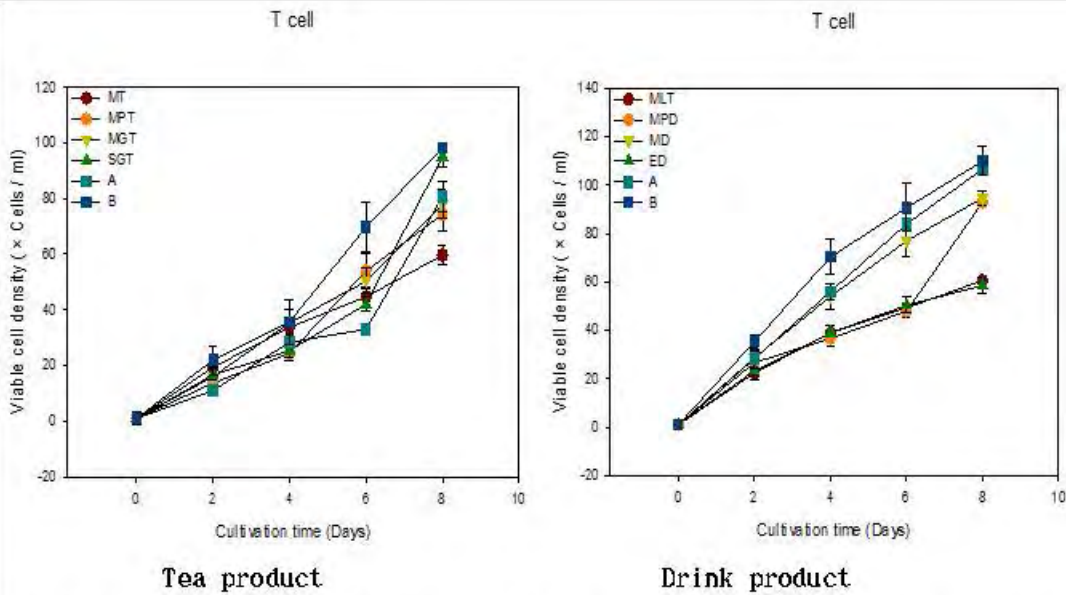 T cell
120
100
80
60
40
20
0
-20
MT
MPT
MGT
SGT
A
B
Viable cell density ( × Cells / ml)
0 2 4 6 8 10
Cultivation time (Days)
Tea product
T cell
140
120
100
80
60
40
20
0
-20
MLT
MPD
MD
ED
A
B
Viable cell density ( × Cells / ml)
0 2 4 6 8 10
Cultivation time (Days)
Drink product